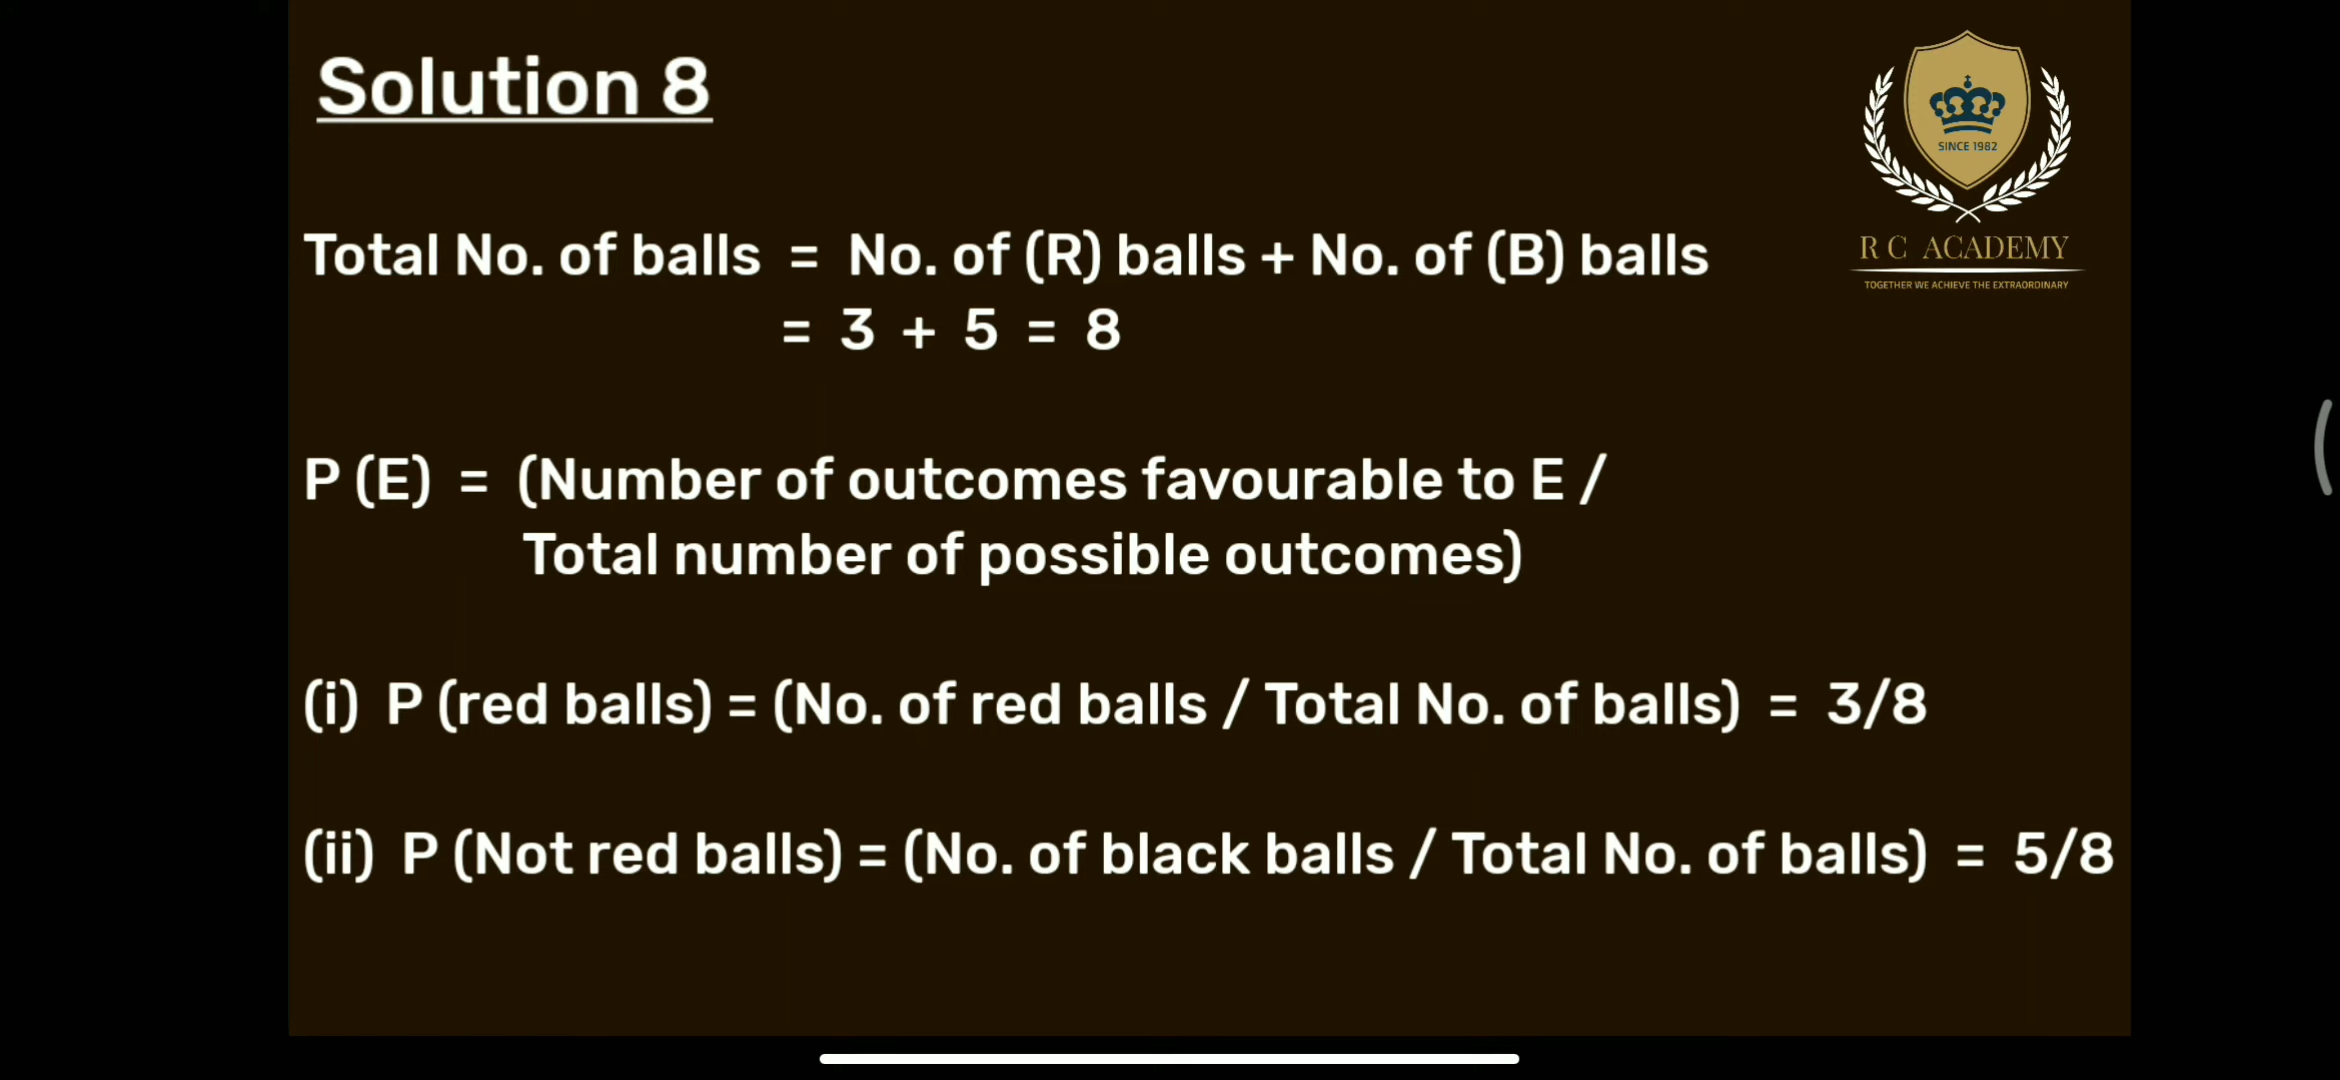 Solution 8
SINCE 1982
R C ACADEMY
TOGETHER WE ACHIEVE THE EXTRAORDINARY
Total No. of balls = No. of (R) balls + No. of (B) balls
= 3 + 5 = 8
P (E) = (Number of outcomes favourable to E /
Total number of possible outcomes)
(i) P (red balls) = (No. of red balls / Total No. of balls) = 3/8
(ii) P (Not red balls) = (No. of black balls / Total No. of balls) = 5/8